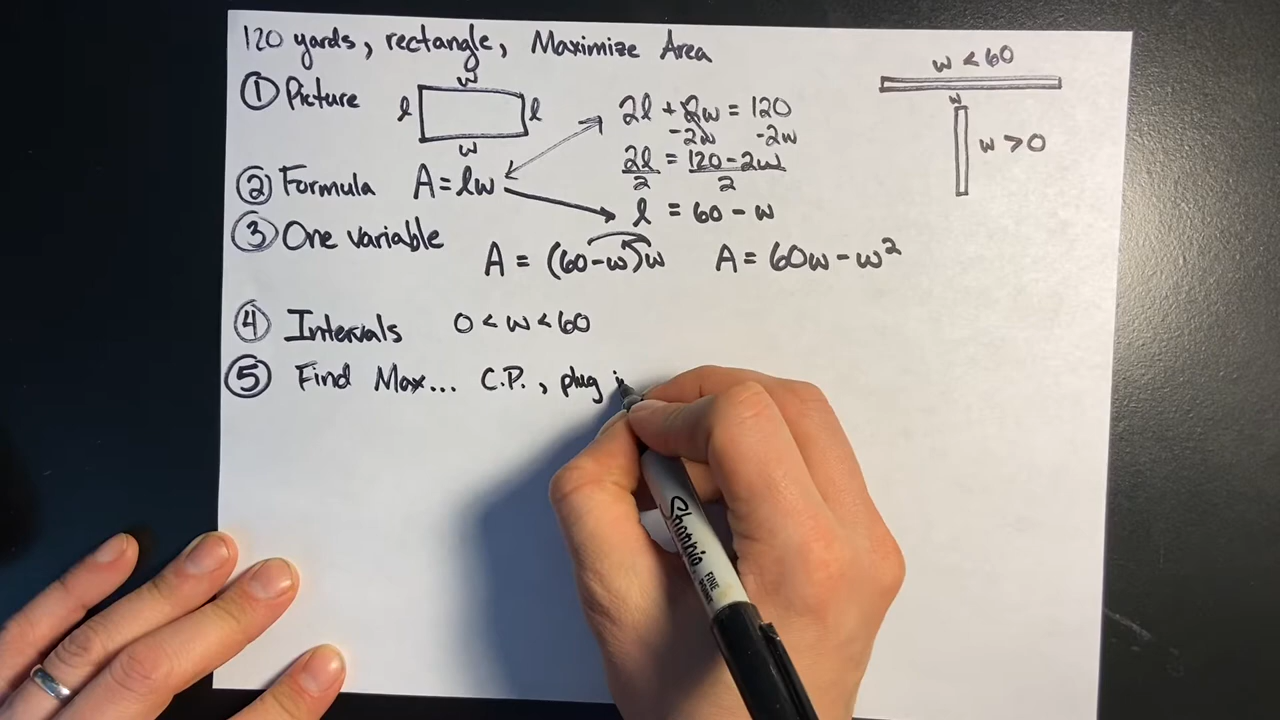 120 yards, rectangle, Maximize Area
① Picture
w
l
l
w
2l + 2w = 120
-2w -2w
2l = 120 - 2w
2 2
l = 60 - w
w < 60
w
w > 0
② Formula A = lw
③ One variable
A = (60 - w)w A = 60w - w²
④ Intervals 0 < w < 60
⑤ Find Max... C.P., plug in
Sharpie
FINE POINT